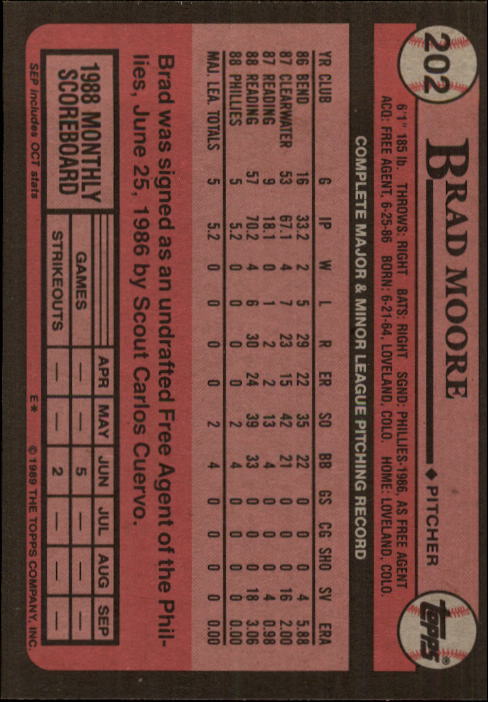 202
BRAD MOORE
♦ PITCHER
TOPPS®
6'1" 185 lb. THROWS: RIGHT BATS: RIGHT SGND: PHILLIES-1986, AS FREE AGENT
ACQ: FREE AGENT, 6-25-86 BORN: 6-21-64, LOVELAND, COLO. HOME: LOVELAND, COLO.
COMPLETE MAJOR & MINOR LEAGUE PITCHING RECORD
YR CLUB G IP W L R ER SO BB GS CG SHO SV ERA
86 BEND 16 33.2 2 5 29 22 35 22 0 0 0 4 5.88
87 CLEARWATER 53 67.1 4 7 23 15 42 21 0 0 0 16 2.00
87 READING 9 18.1 0 1 2 2 13 4 0 0 0 4 0.98
88 READING 57 70.2 4 6 30 24 39 33 0 0 0 18 3.06
88 PHILLIES 5 5.2 0 0 0 0 2 4 0 0 0 0 0.00
MAJ. LEA. TOTALS 5 5.2 0 0 0 0 2 4 0 0 0 0 0.00
Brad was signed as an undrafted Free Agent of the Phil-
lies, June 25, 1986 by Scout Carlos Cuervo.
1988 MONTHLY
SCOREBOARD
APR MAY JUN JUL AUG SEP
GAMES — — 5 — — —
STRIKEOUTS — — 2 — — —
SEP includes OCT stats
E* © 1989 THE TOPPS COMPANY, INC.